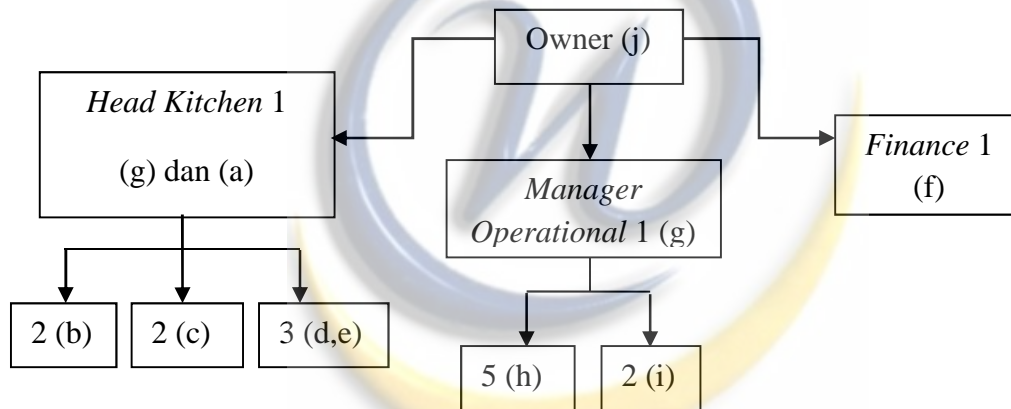 Owner (j)
Head Kitchen 1
(g) dan (a)
Finance 1
(f)
Manager
Operational 1 (g)
2 (b)
2 (c)
3 (d,e)
5 (h)
2 (i)